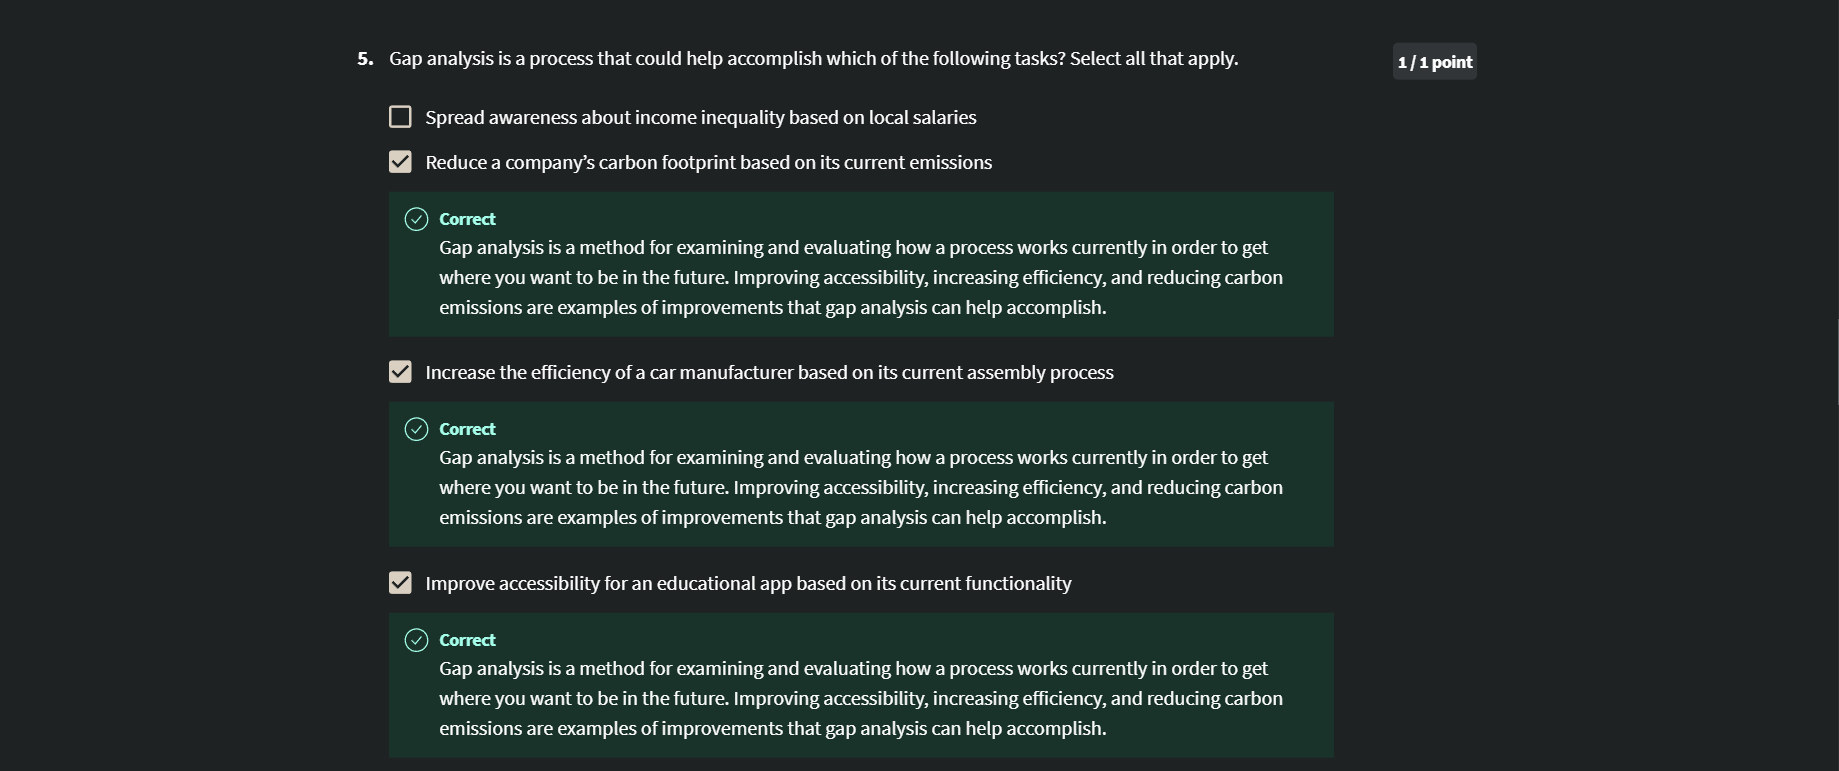 5. Gap analysis is a process that could help accomplish which of the following tasks? Select all that apply.
1 / 1 point
Spread awareness about income inequality based on local salaries
Reduce a company’s carbon footprint based on its current emissions
Correct
Gap analysis is a method for examining and evaluating how a process works currently in order to get
where you want to be in the future. Improving accessibility, increasing efficiency, and reducing carbon
emissions are examples of improvements that gap analysis can help accomplish.
Increase the efficiency of a car manufacturer based on its current assembly process
Correct
Gap analysis is a method for examining and evaluating how a process works currently in order to get
where you want to be in the future. Improving accessibility, increasing efficiency, and reducing carbon
emissions are examples of improvements that gap analysis can help accomplish.
Improve accessibility for an educational app based on its current functionality
Correct
Gap analysis is a method for examining and evaluating how a process works currently in order to get
where you want to be in the future. Improving accessibility, increasing efficiency, and reducing carbon
emissions are examples of improvements that gap analysis can help accomplish.